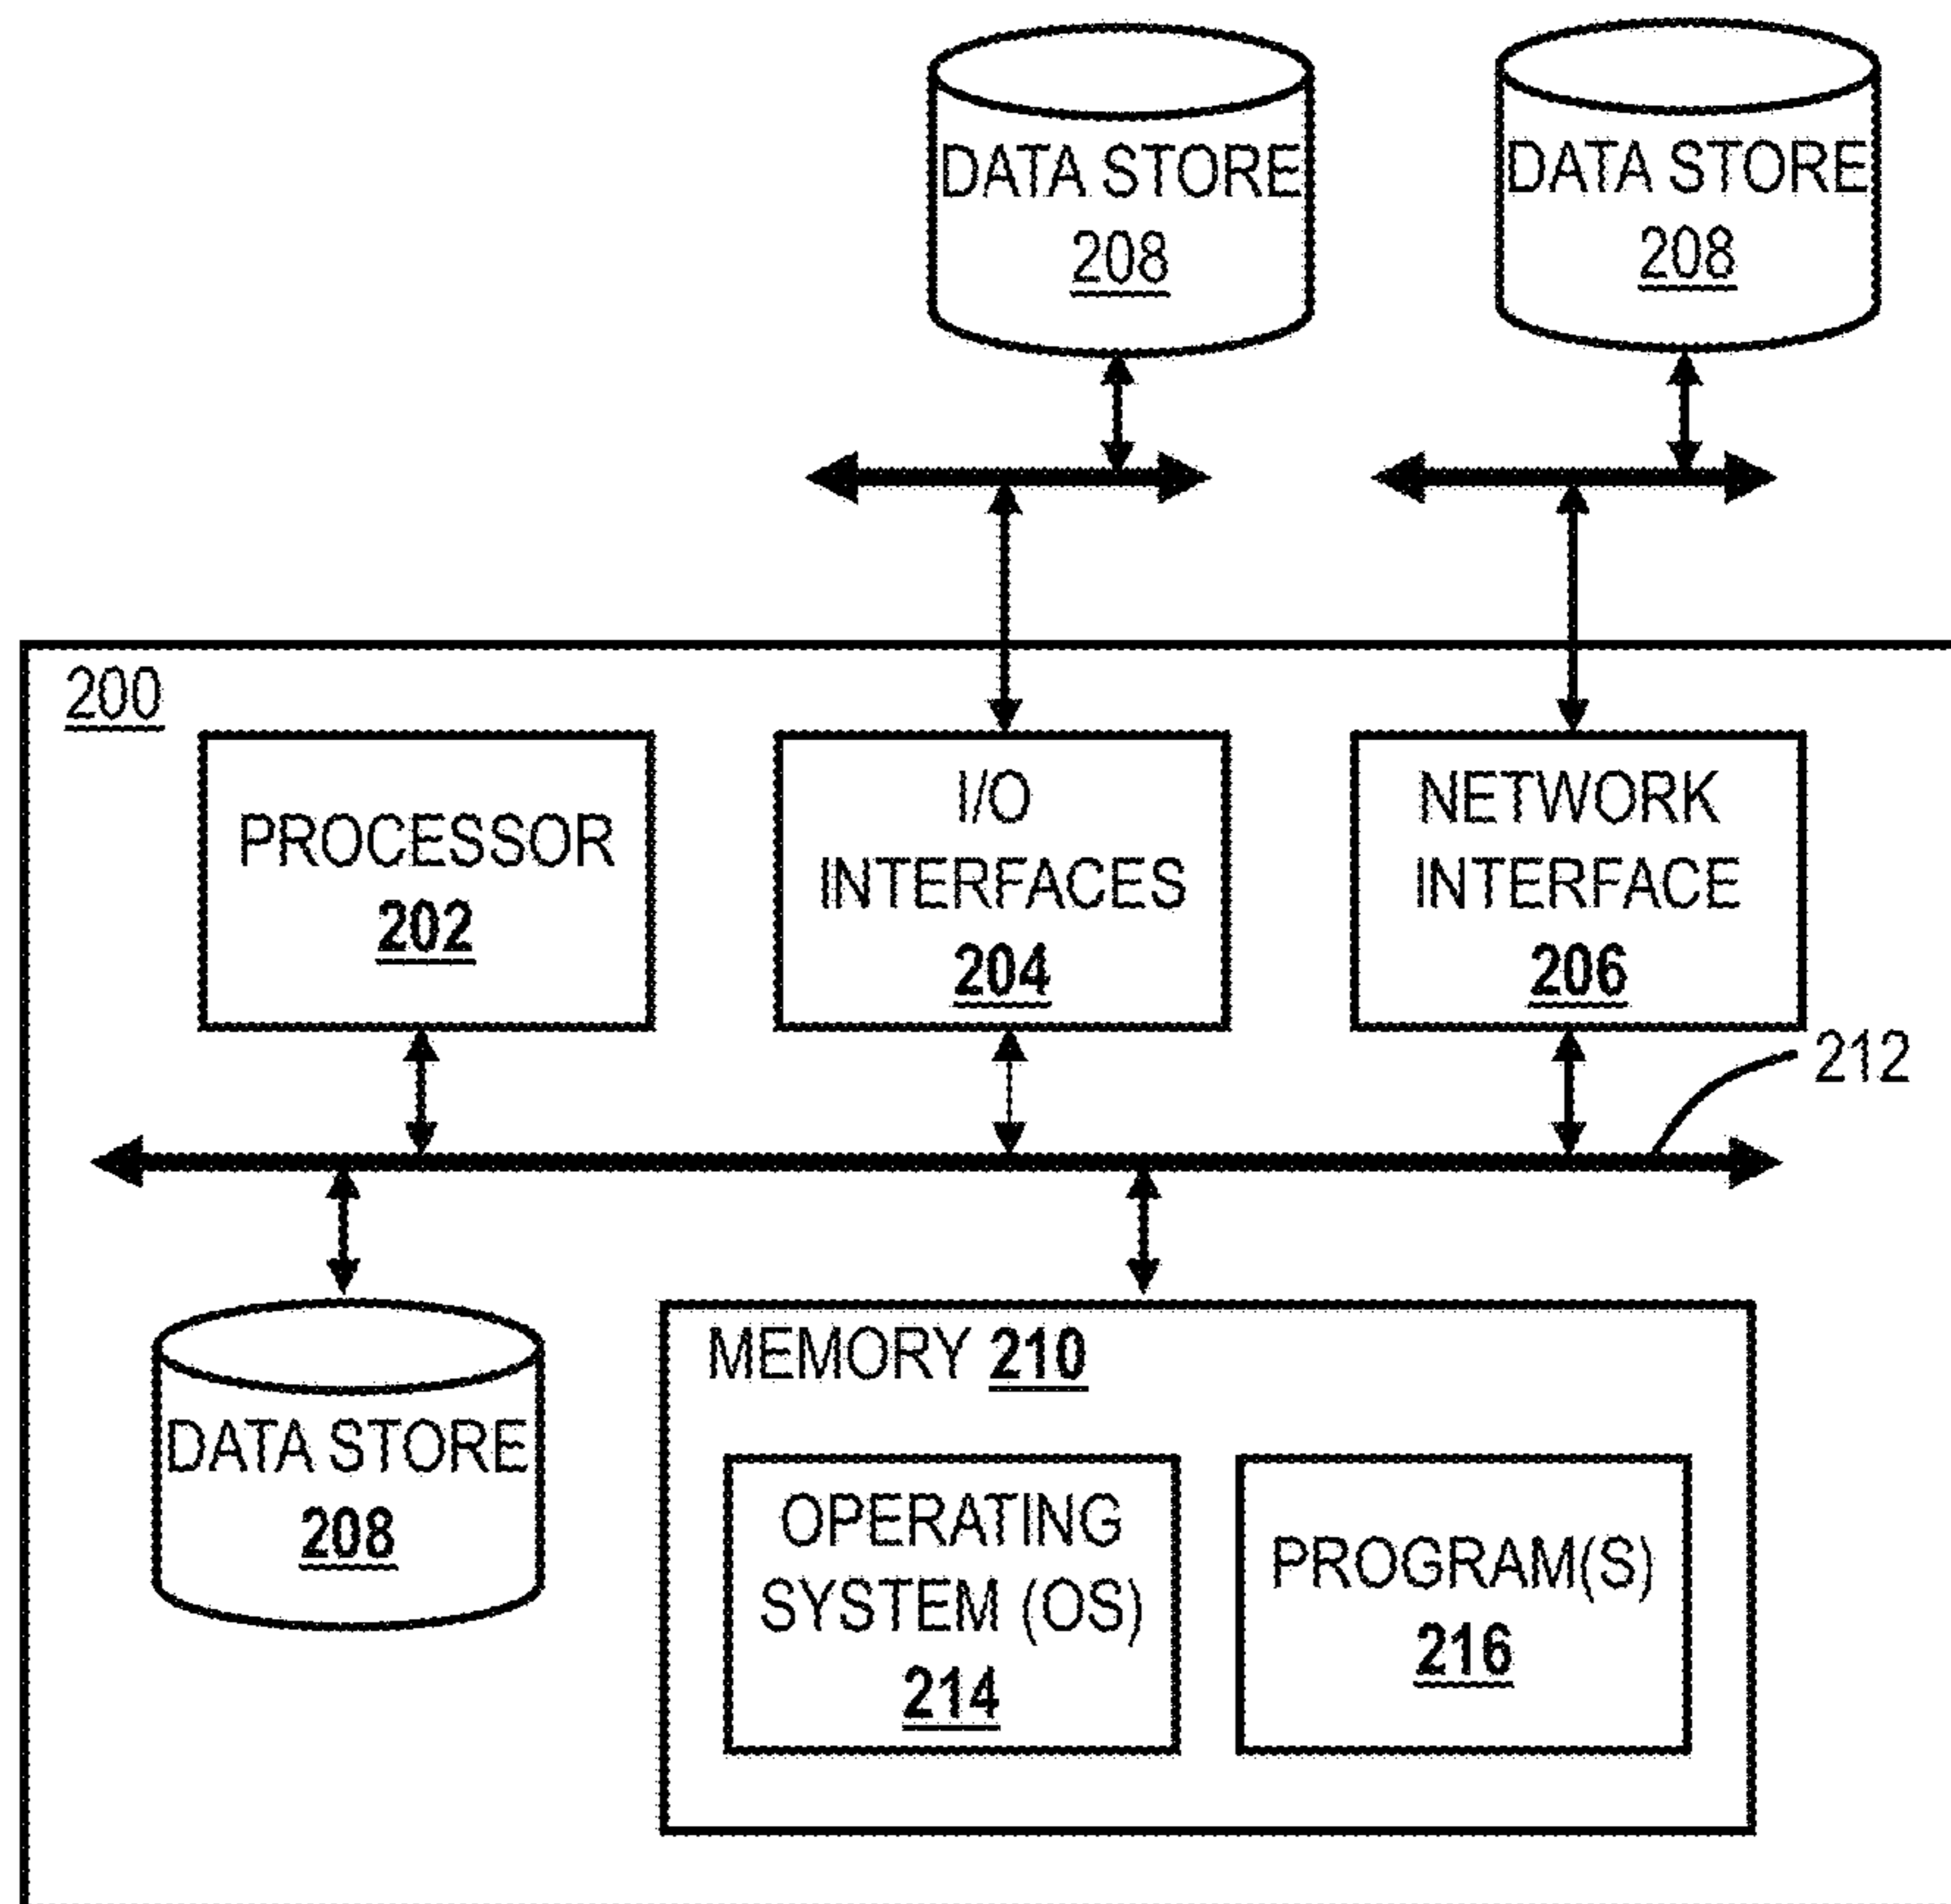 DATA STORE
208
DATA STORE
208
200
PROCESSOR
202
I/O
INTERFACES
204
NETWORK
INTERFACE
206
212
DATA STORE
208
MEMORY 210
OPERATING
SYSTEM (OS)
214
PROGRAM(S)
216